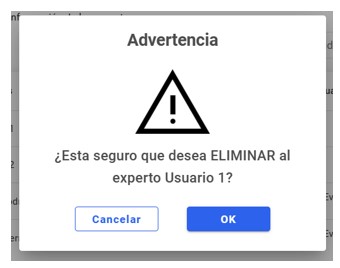 Advertencia
¿Esta seguro que desea ELIMINAR al
experto Usuario 1?
Cancelar
OK